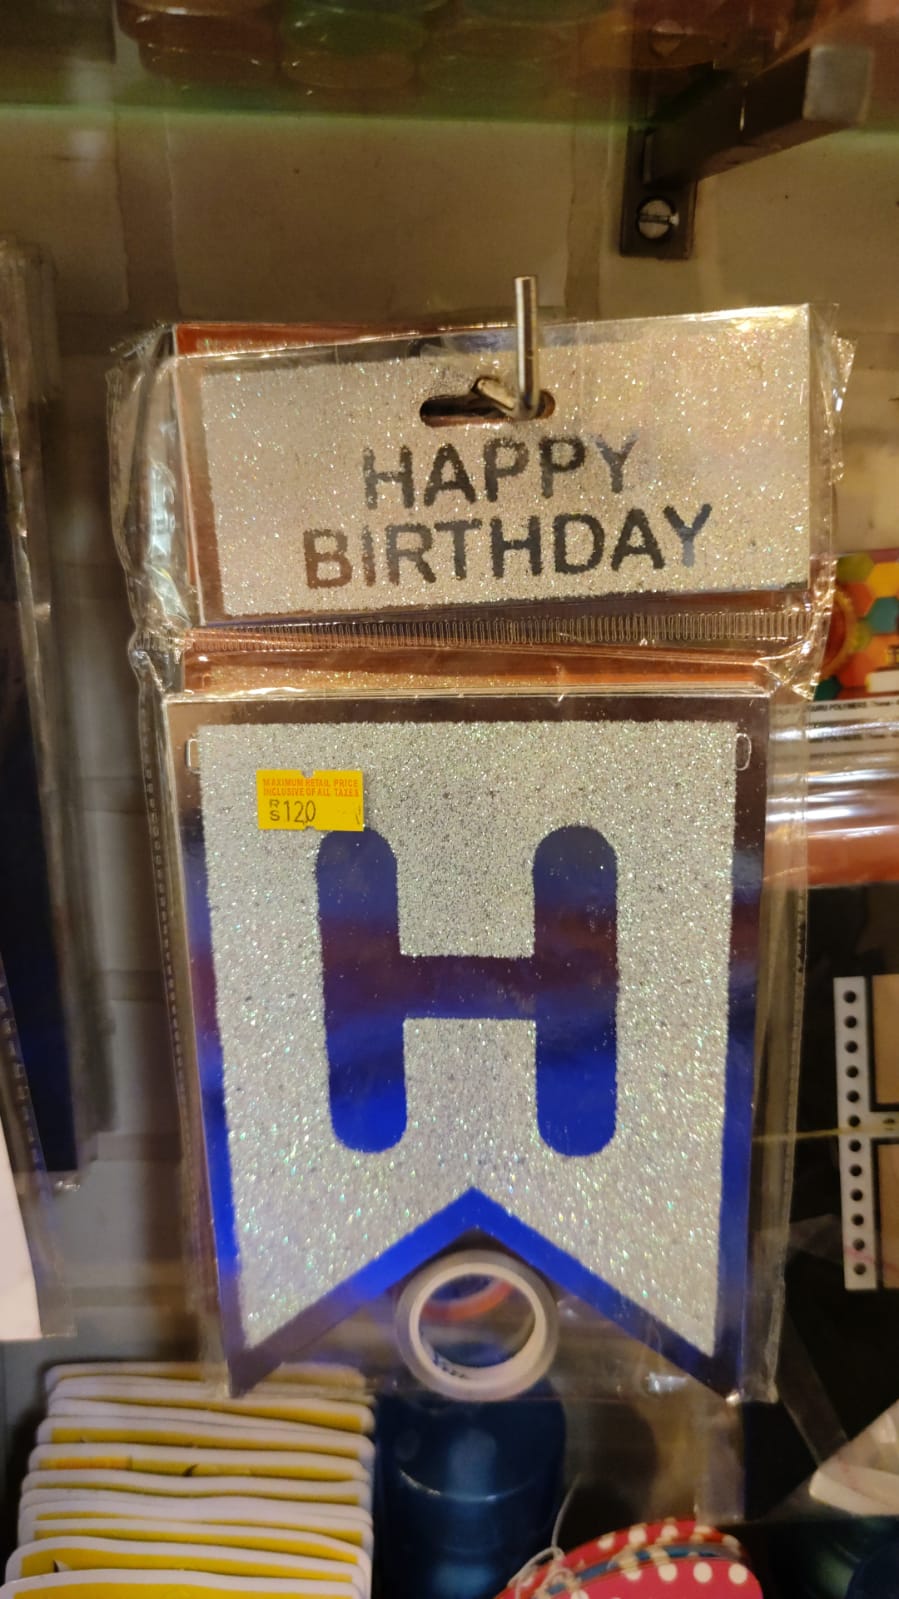 HAPPY
BIRTHDAY
MAXIMUM RETAIL PRICE
INCLUSIVE OF ALL TAXES
RS 120
H